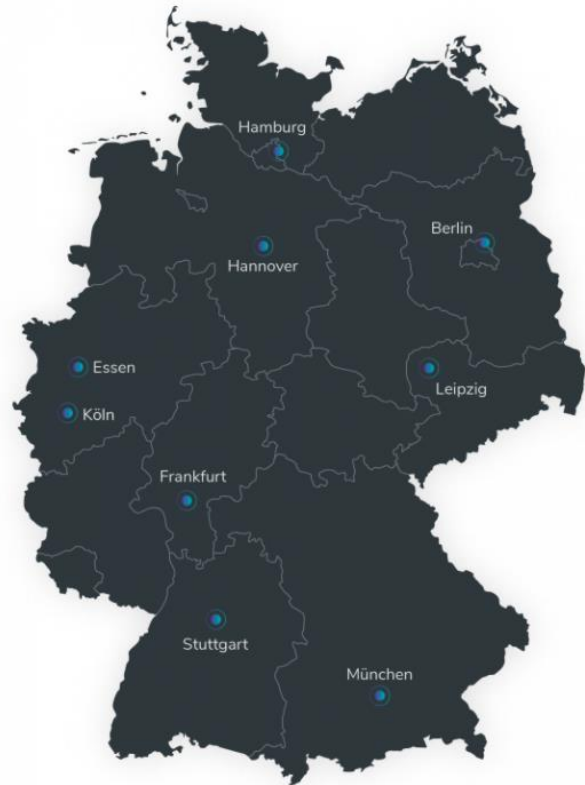 Hamburg
Berlin
Hannover
Essen
Leipzig
Köln
Frankfurt
Stuttgart
München